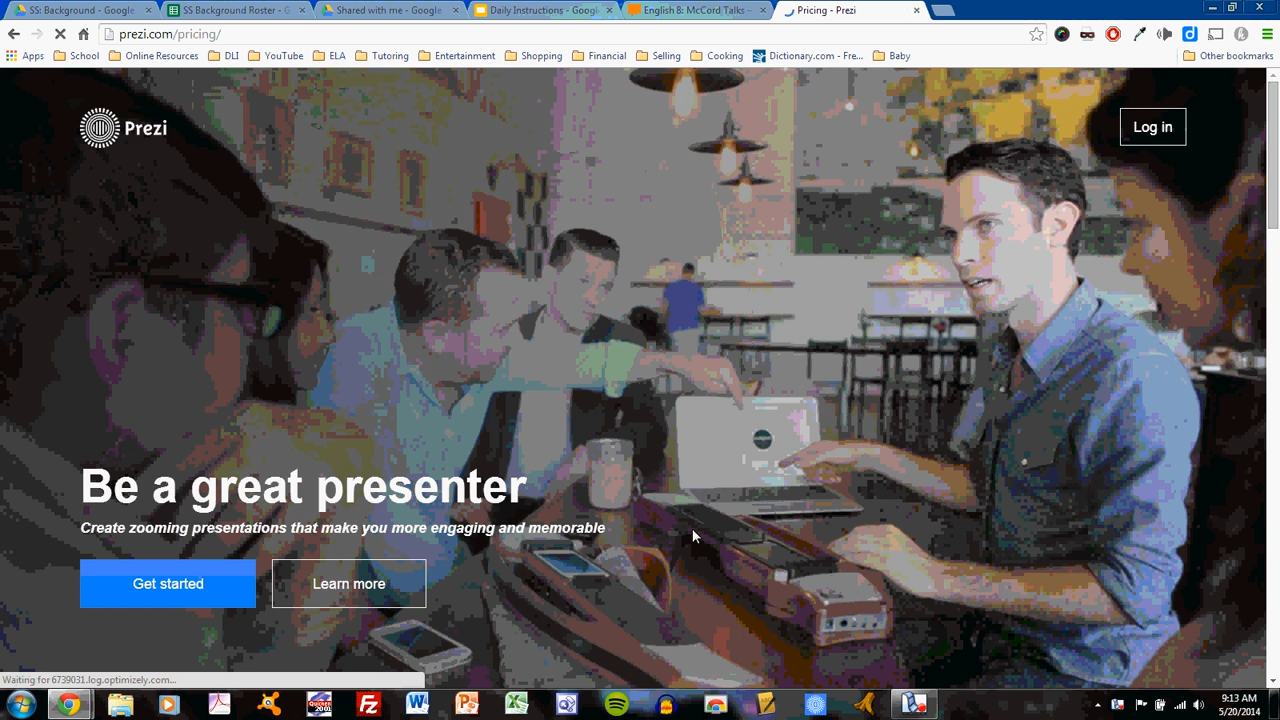 SS: Background - Google
SS Background Roster - G
Shared with me - Google
Daily Instructions - Googl
English 8: McCord Talks –
Pricing - Prezi
prezi.com/pricing/
Apps
School
Online Resources
DLI
YouTube
ELA
Tutoring
Entertainment
Shopping
Financial
Selling
Cooking
Dictionary.com - Fre...
Baby
Other bookmarks
Prezi
Log in
Be a great presenter
Create zooming presentations that make you more engaging and memorable
Get started
Learn more
Waiting for 6739031.log.optimizely.com...
9:13 AM
5/20/2014